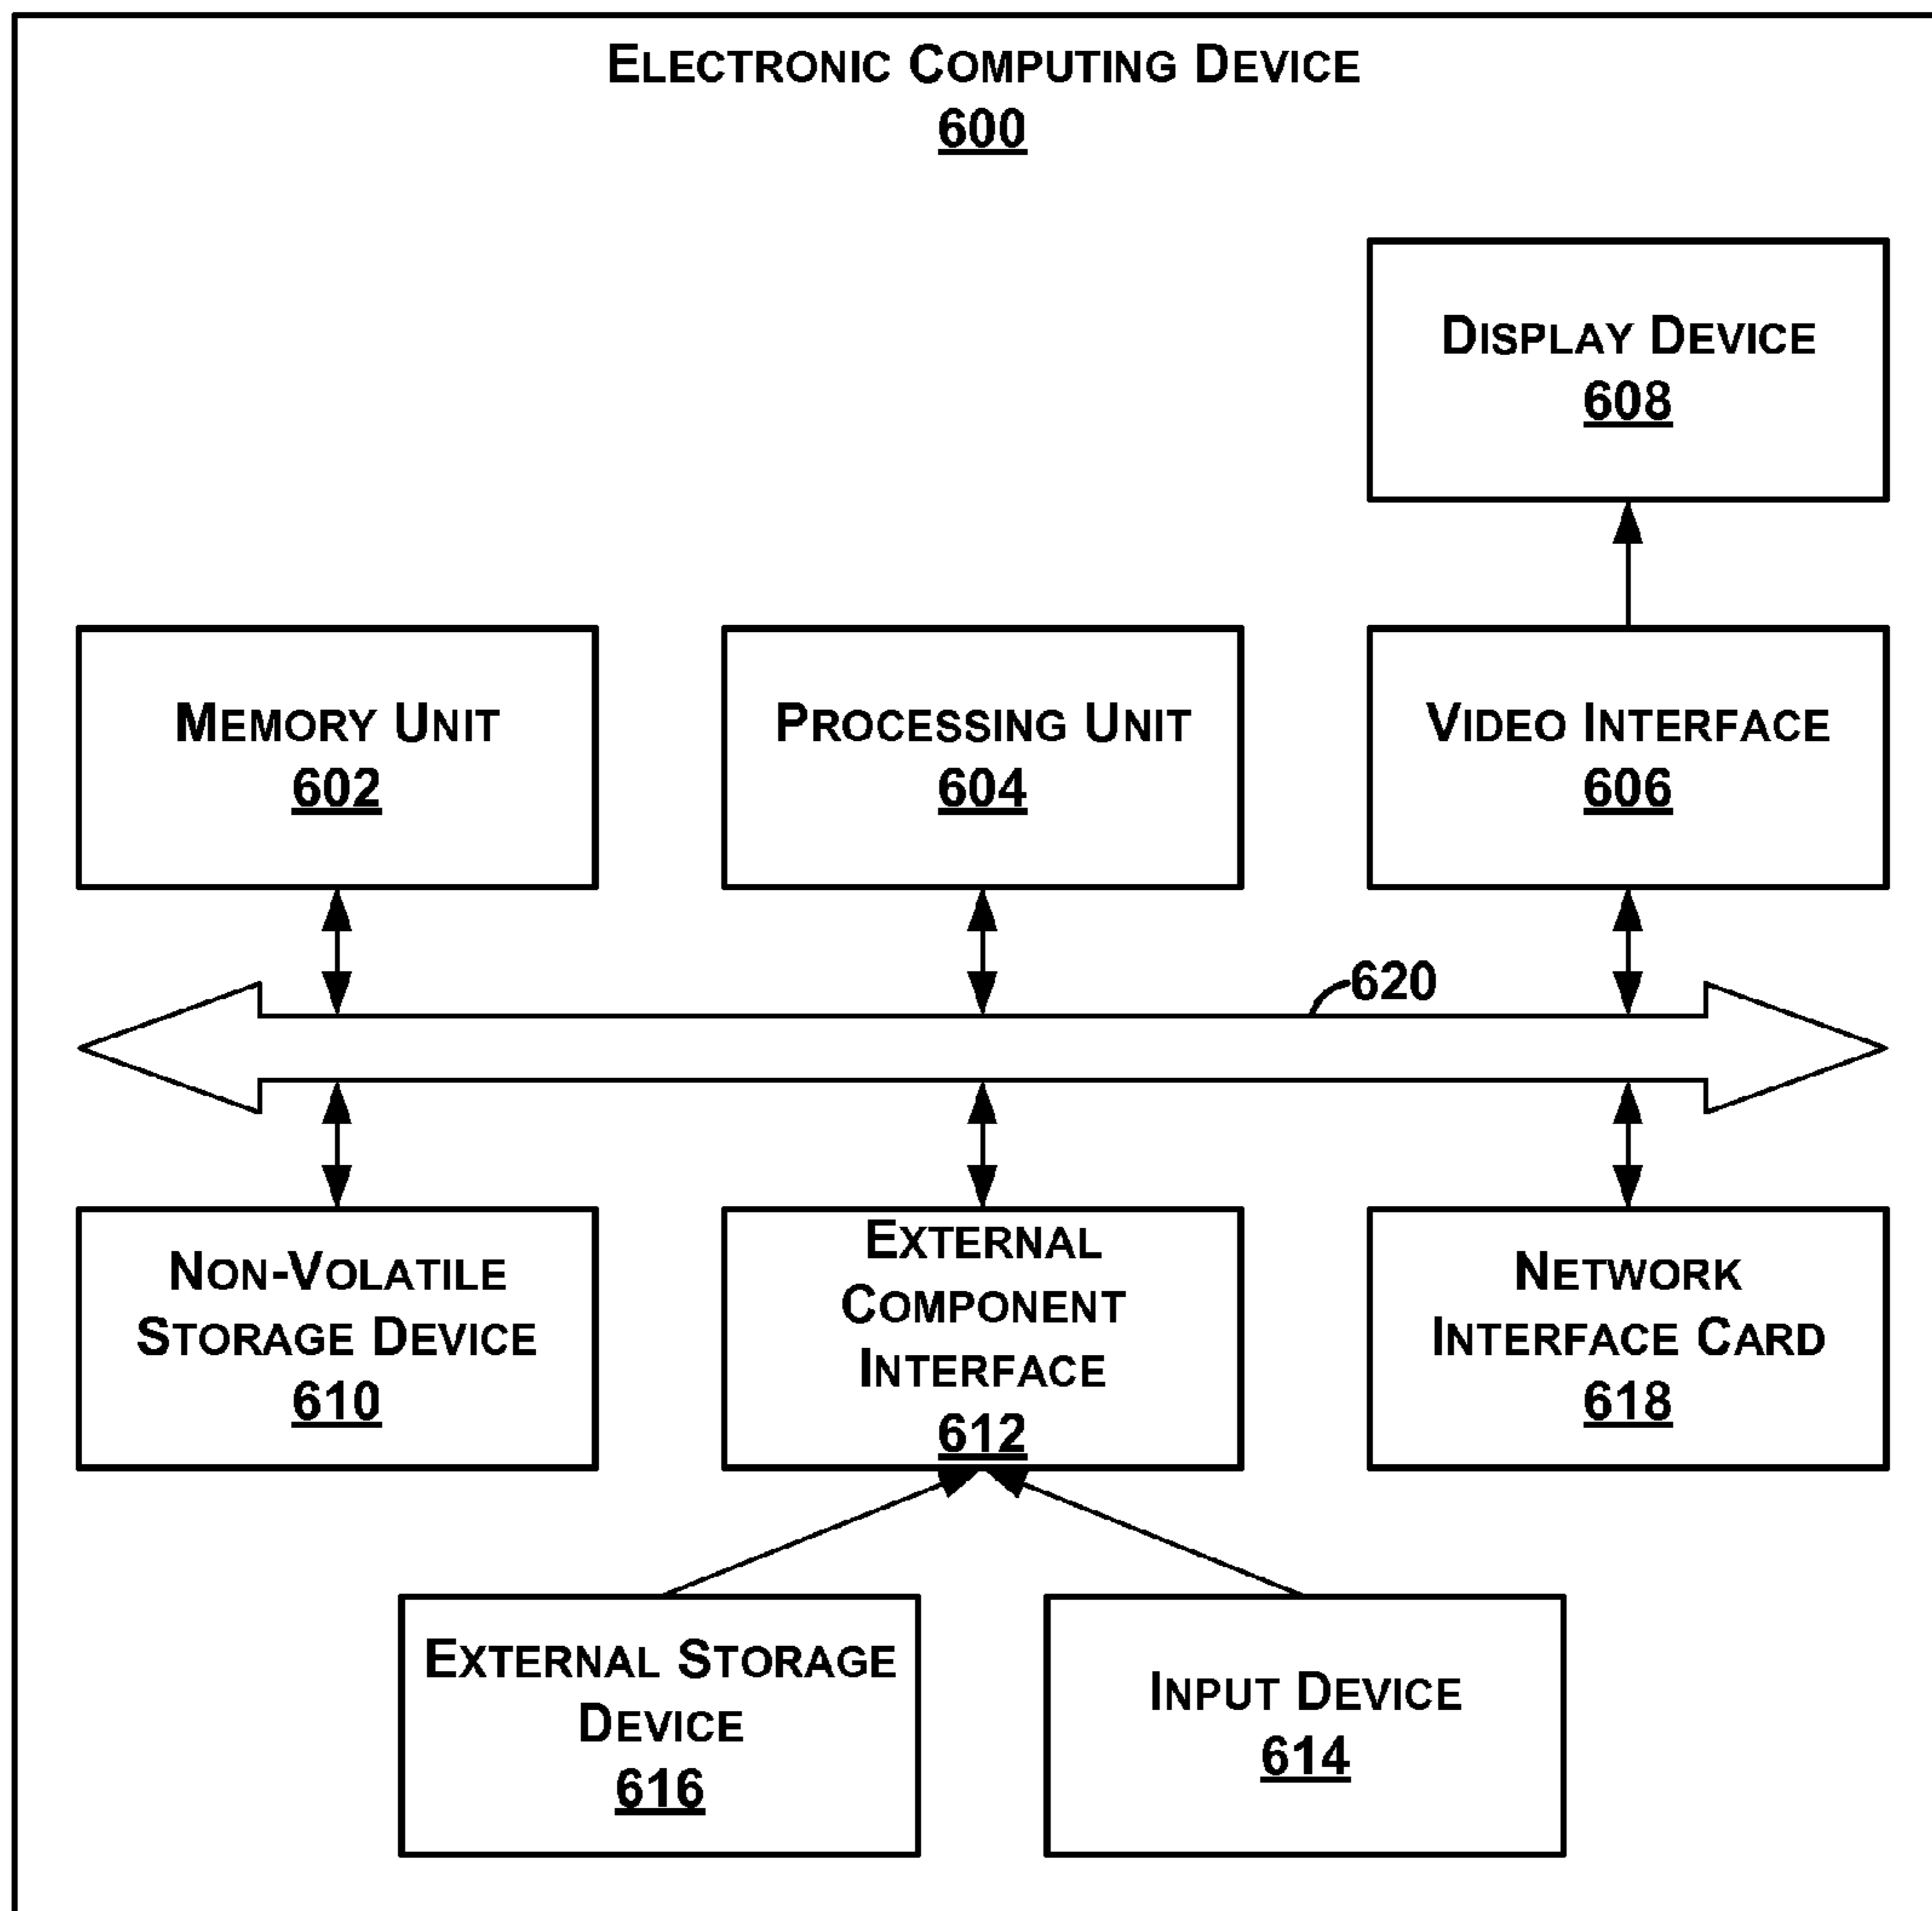 ELECTRONIC COMPUTING DEVICE
600
DISPLAY DEVICE
608
MEMORY UNIT
602
PROCESSING UNIT
604
VIDEO INTERFACE
606
620
NON-VOLATILE
STORAGE DEVICE
610
EXTERNAL
COMPONENT
INTERFACE
612
NETWORK
INTERFACE CARD
618
EXTERNAL STORAGE
DEVICE
616
INPUT DEVICE
614